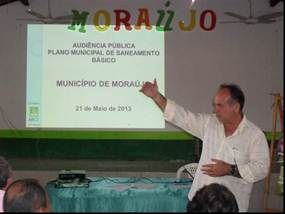 MORAÚJO
AUDIÊNCIA PÚBLICA
PLANO MUNICIPAL DE SANEAMENTO
BÁSICO
MUNICÍPIO DE MORAÚJ
21 de Maio de 2013